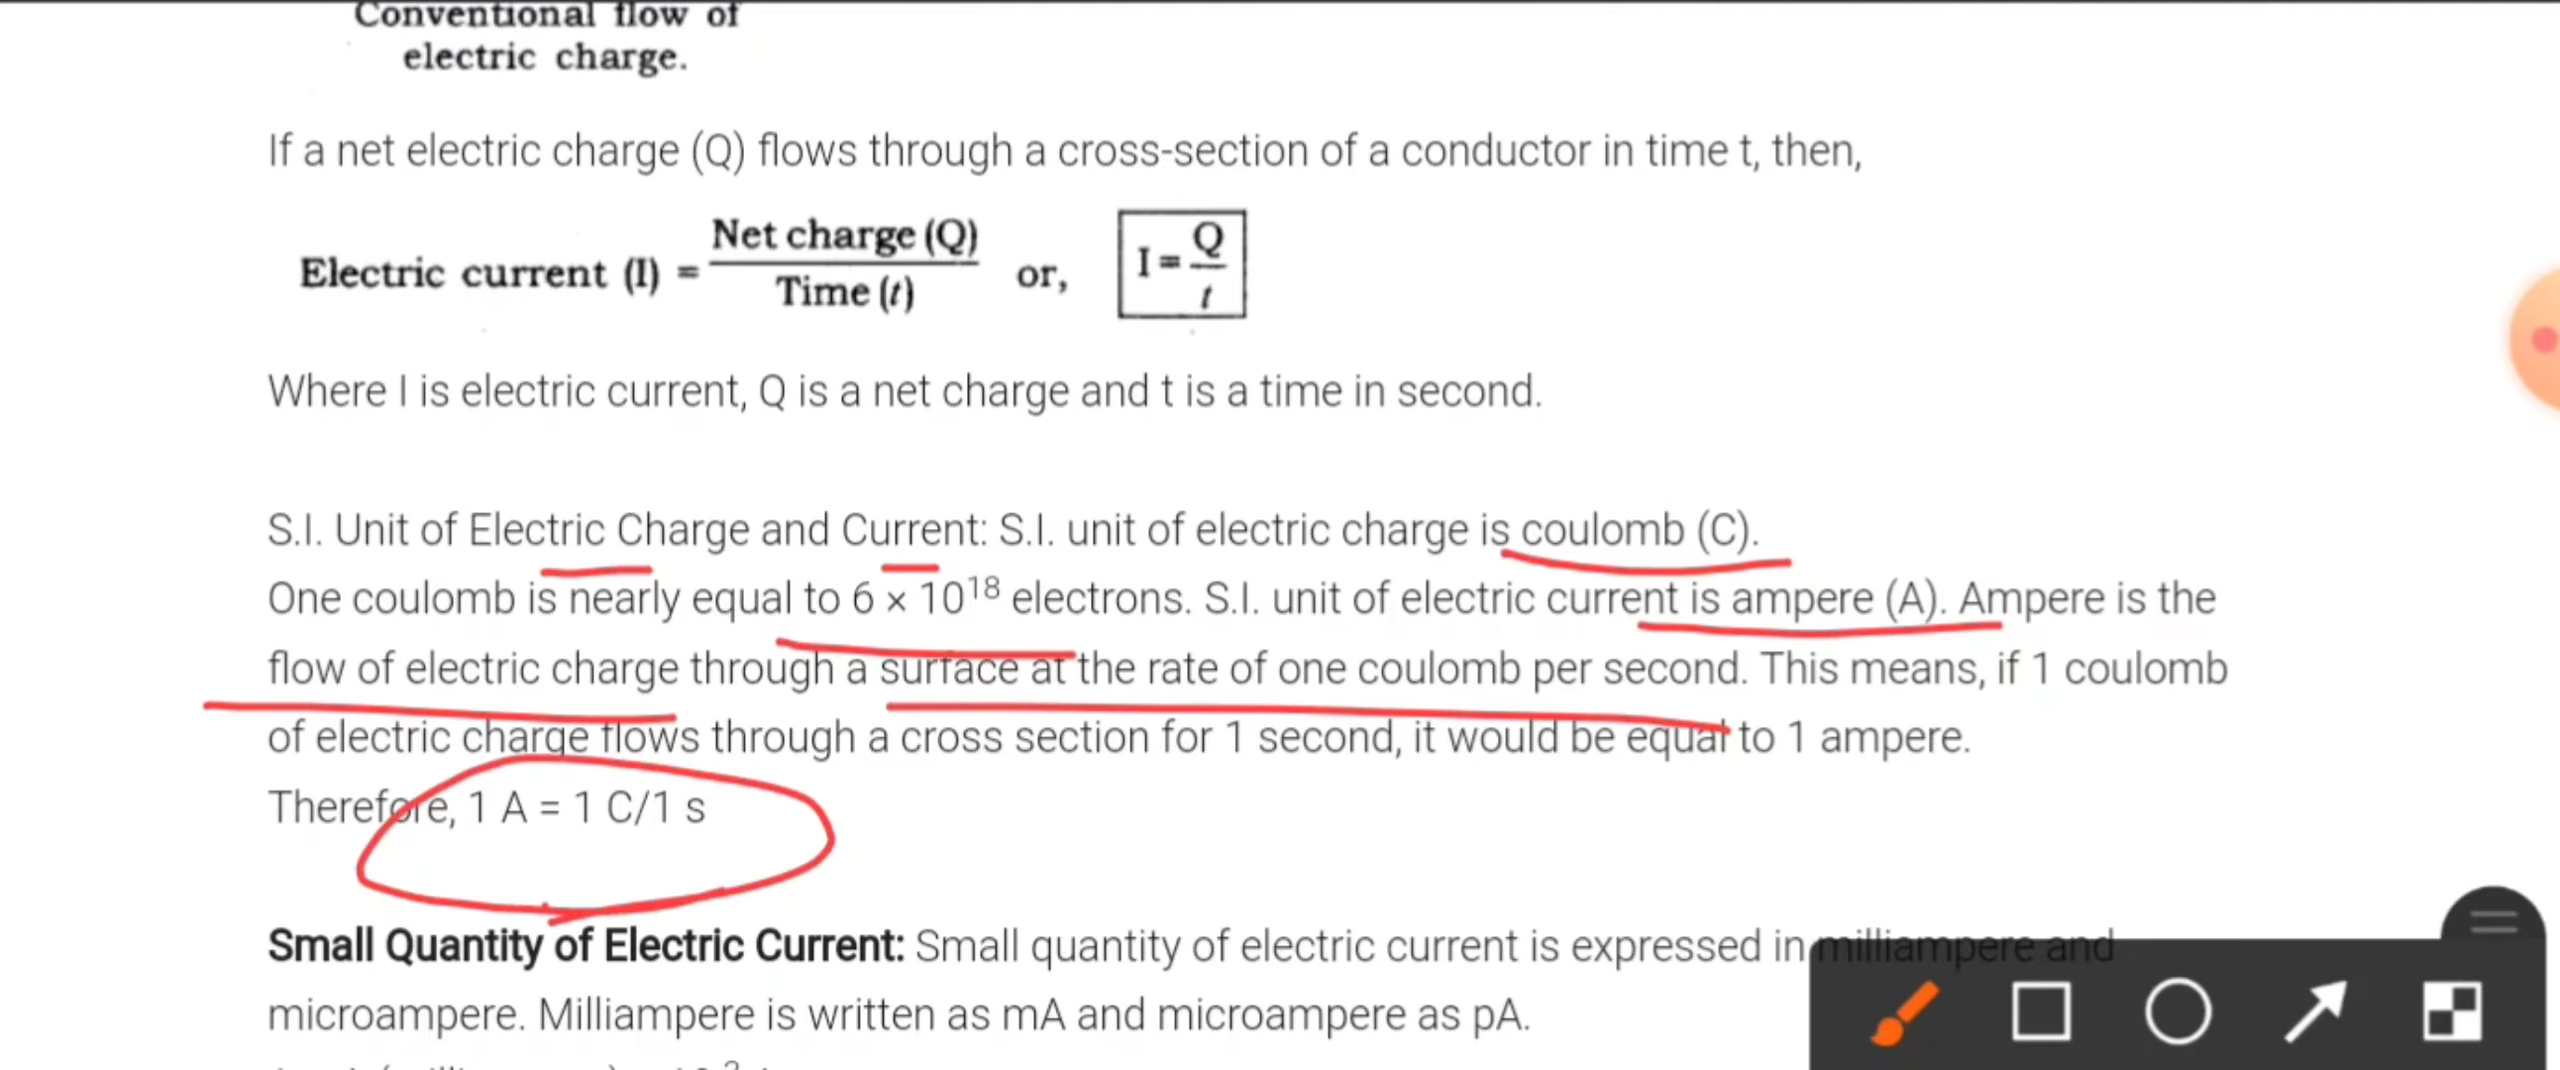 Conventional flow of
electric charge.
If a net electric charge (Q) flows through a cross-section of a conductor in time t, then,
Electric current (I) = Net charge (Q) / Time (t) or, I = Q / t
Where I is electric current, Q is a net charge and t is a time in second.
S.I. Unit of Electric Charge and Current: S.I. unit of electric charge is coulomb (C).
One coulomb is nearly equal to 6 × 10¹⁸ electrons. S.I. unit of electric current is ampere (A). Ampere is the
flow of electric charge through a surface at the rate of one coulomb per second. This means, if 1 coulomb
of electric charge flows through a cross section for 1 second, it would be equal to 1 ampere.
Therefore, 1 A = 1 C/1 s
Small Quantity of Electric Current: Small quantity of electric current is expressed in milliampere and
microampere. Milliampere is written as mA and microampere as pA.